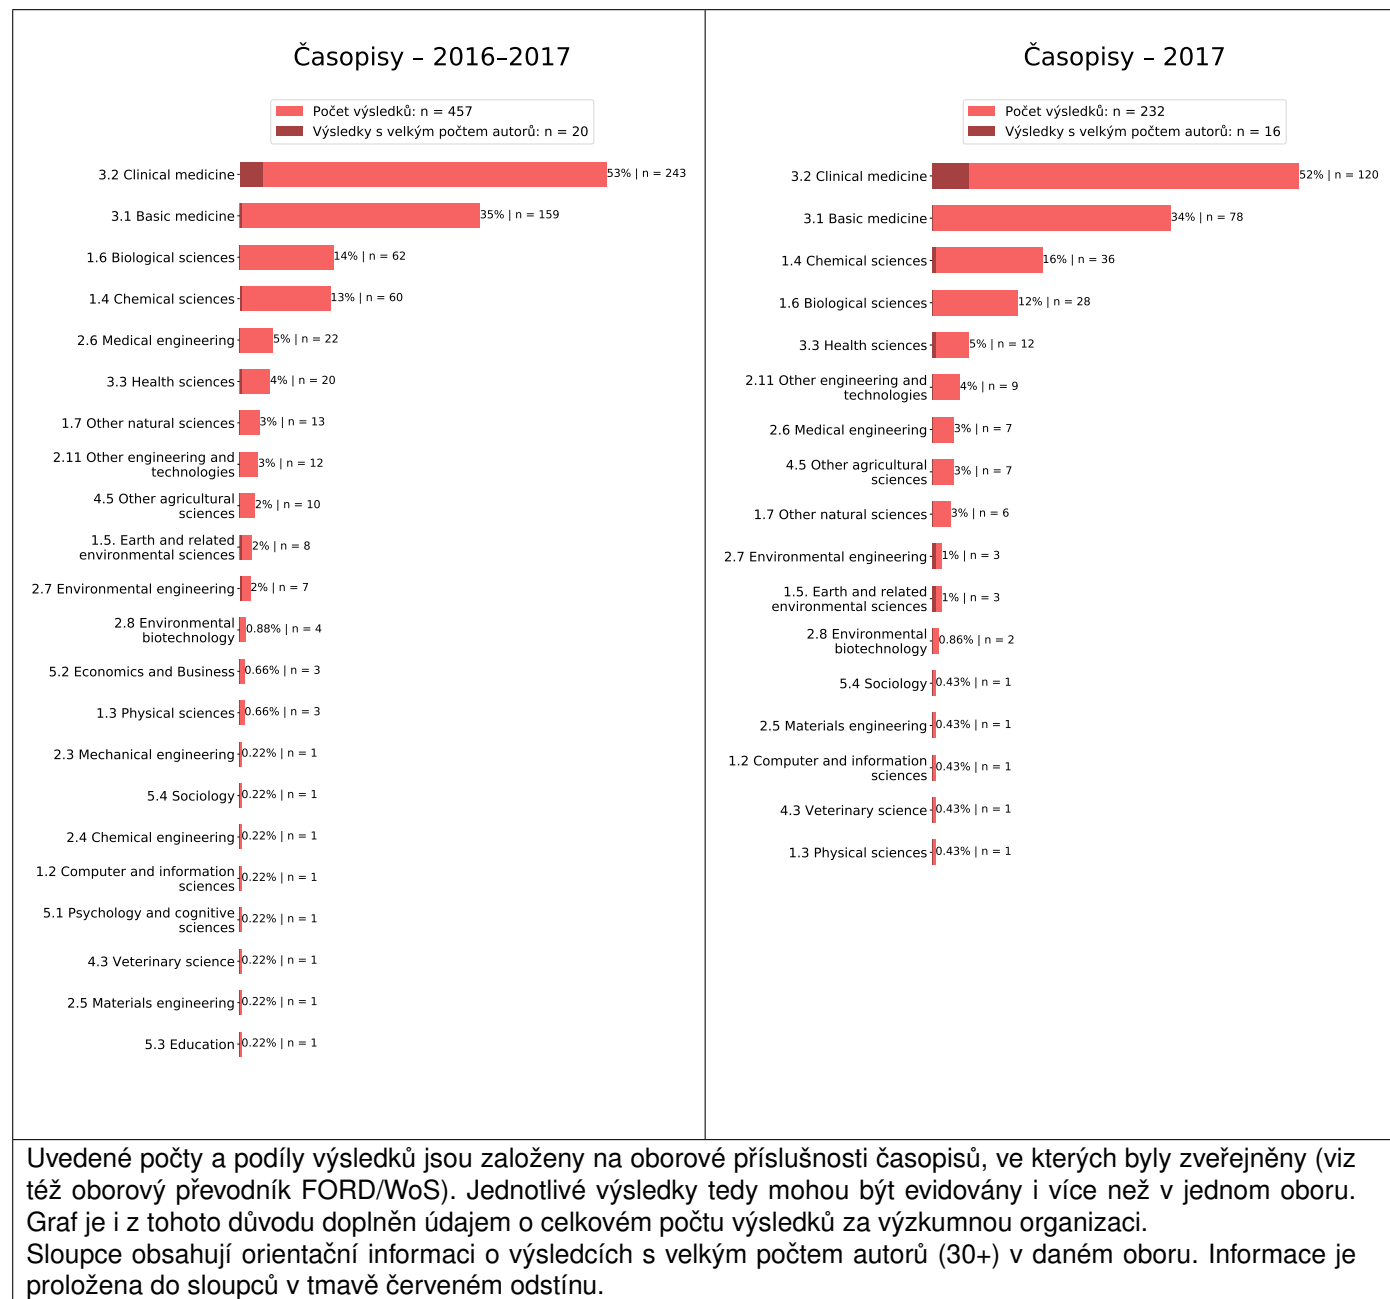 Časopisy – 2016–2017
Počet výsledků: n = 457
Výsledky s velkým počtem autorů: n = 20
3.2 Clinical medicine
53% | n = 243
3.1 Basic medicine
35% | n = 159
1.6 Biological sciences
14% | n = 62
1.4 Chemical sciences
13% | n = 60
2.6 Medical engineering
5% | n = 22
3.3 Health sciences
4% | n = 20
1.7 Other natural sciences
3% | n = 13
2.11 Other engineering and
technologies
3% | n = 12
4.5 Other agricultural
sciences
2% | n = 10
1.5. Earth and related
environmental sciences
2% | n = 8
2.7 Environmental engineering
2% | n = 7
2.8 Environmental
biotechnology
0.88% | n = 4
5.2 Economics and Business
0.66% | n = 3
1.3 Physical sciences
0.66% | n = 3
2.3 Mechanical engineering
0.22% | n = 1
5.4 Sociology
0.22% | n = 1
2.4 Chemical engineering
0.22% | n = 1
1.2 Computer and information
sciences
0.22% | n = 1
5.1 Psychology and cognitive
sciences
0.22% | n = 1
4.3 Veterinary science
0.22% | n = 1
2.5 Materials engineering
0.22% | n = 1
5.3 Education
0.22% | n = 1
Časopisy – 2017
Počet výsledků: n = 232
Výsledky s velkým počtem autorů: n = 16
3.2 Clinical medicine
52% | n = 120
3.1 Basic medicine
34% | n = 78
1.4 Chemical sciences
16% | n = 36
1.6 Biological sciences
12% | n = 28
3.3 Health sciences
5% | n = 12
2.11 Other engineering and
technologies
4% | n = 9
2.6 Medical engineering
3% | n = 7
4.5 Other agricultural
sciences
3% | n = 7
1.7 Other natural sciences
3% | n = 6
2.7 Environmental engineering
1% | n = 3
1.5. Earth and related
environmental sciences
1% | n = 3
2.8 Environmental
biotechnology
0.86% | n = 2
5.4 Sociology
0.43% | n = 1
2.5 Materials engineering
0.43% | n = 1
1.2 Computer and information
sciences
0.43% | n = 1
4.3 Veterinary science
0.43% | n = 1
1.3 Physical sciences
0.43% | n = 1
Uvedené počty a podíly výsledků jsou založeny na oborové příslušnosti časopisů, ve kterých byly zveřejněny (viz
též oborový převodník FORD/WoS). Jednotlivé výsledky tedy mohou být evidovány i více než v jednom oboru.
Graf je i z tohoto důvodu doplněn údajem o celkovém počtu výsledků za výzkumnou organizaci.
Sloupce obsahují orientační informaci o výsledcích s velkým počtem autorů (30+) v daném oboru. Informace je
proložena do sloupců v tmavě červeném odstínu.